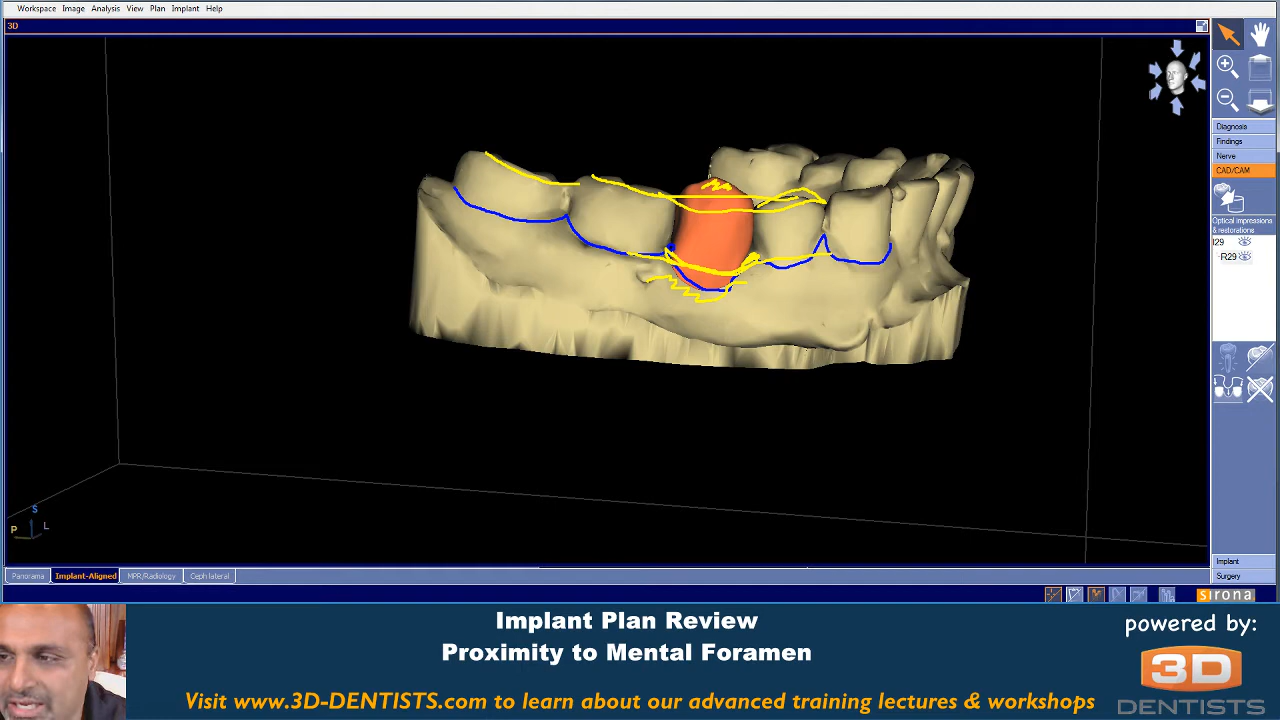 Workspace Image Analysis View Plan Implant Help
3D
Diagnosis
Findings
Nerve
CAD/CAM
Optical impressions
& restorations
I29
R29
S
P
L
Implant
Surgery
Panorama Implant-Aligned MPR/Radiology Ceph lateral
sirona
Implant Plan Review
Proximity to Mental Foramen
Visit www.3D-DENTISTS.com to learn about our advanced training lectures & workshops
powered by:
3D
DENTISTS